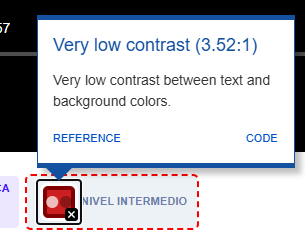 57
Very low contrast (3.52:1)
Very low contrast between text and
background colors.
REFERENCE CODE
CA
NIVEL INTERMEDIO